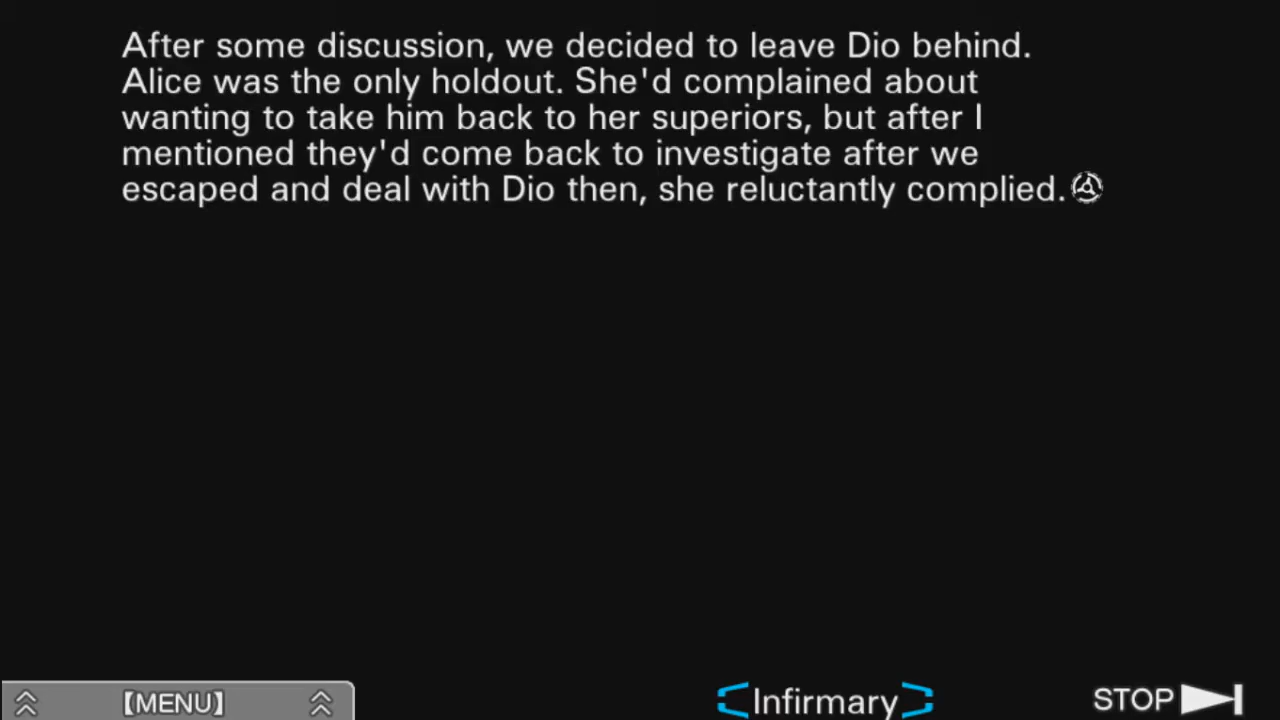 After some discussion, we decided to leave Dio behind.
Alice was the only holdout. She'd complained about
wanting to take him back to her superiors, but after I
mentioned they'd come back to investigate after we
escaped and deal with Dio then, she reluctantly complied.
【MENU】
Infirmary
STOP